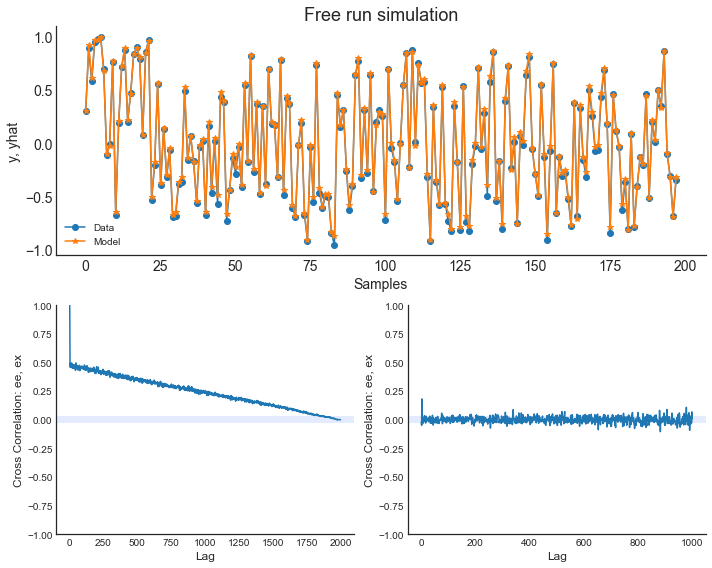 Free run simulation
y, yhat
1.0
0.5
0.0
−0.5
−1.0
Data
Model
0 25 50 75 100 125 150 175 200
Samples
Cross Correlation: ee, ex
1.00
0.75
0.50
0.25
0.00
−0.25
−0.50
−0.75
−1.00
0 250 500 750 1000 1250 1500 1750 2000
Lag
Cross Correlation: ee, ex
1.00
0.75
0.50
0.25
0.00
−0.25
−0.50
−0.75
−1.00
0 200 400 600 800 1000
Lag